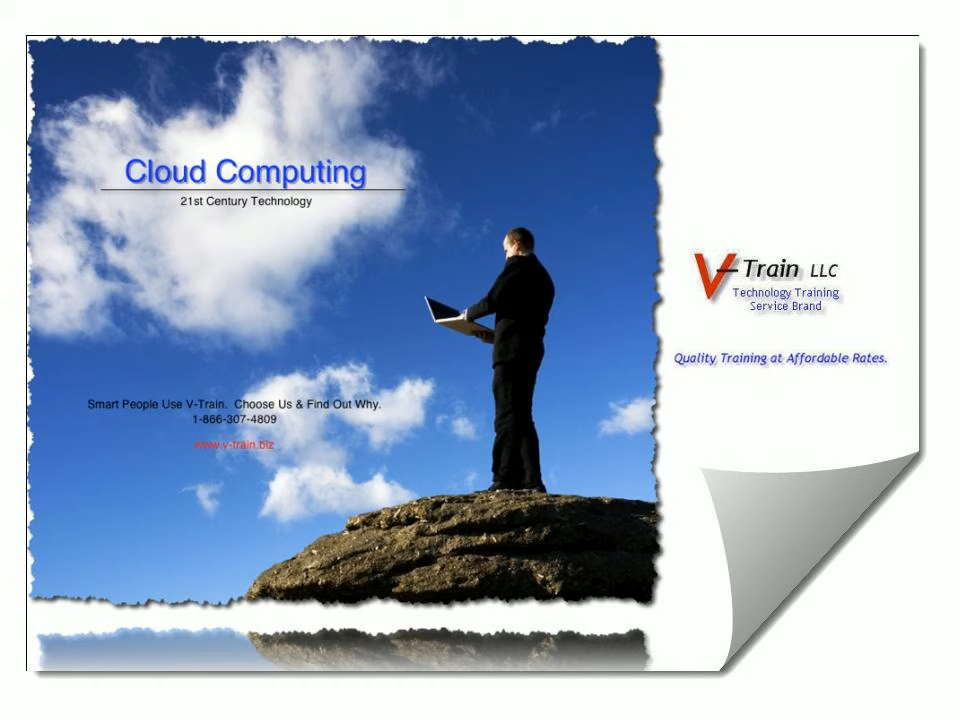 Cloud Computing
21st Century Technology
Smart People Use V-Train.  Choose Us & Find Out Why.
1-866-307-4809
www.v-train.biz
V-Train LLC
Technology Training
Service Brand
Quality Training at Affordable Rates.